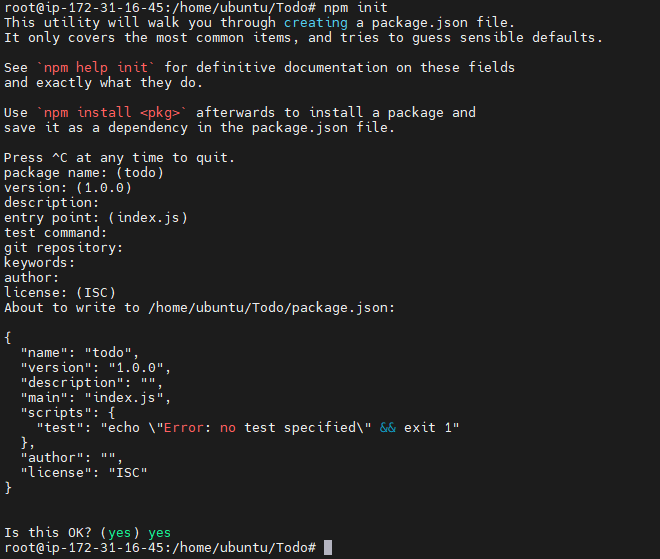 root@ip-172-31-16-45:/home/ubuntu/Todo# npm init
This utility will walk you through creating a package.json file.
It only covers the most common items, and tries to guess sensible defaults.

See `npm help init` for definitive documentation on these fields
and exactly what they do.

Use `npm install <pkg>` afterwards to install a package and
save it as a dependency in the package.json file.

Press ^C at any time to quit.
package name: (todo)
version: (1.0.0)
description:
entry point: (index.js)
test command:
git repository:
keywords:
author:
license: (ISC)
About to write to /home/ubuntu/Todo/package.json:

{
  "name": "todo",
  "version": "1.0.0",
  "description": "",
  "main": "index.js",
  "scripts": {
    "test": "echo \"Error: no test specified\" && exit 1"
  },
  "author": "",
  "license": "ISC"
}


Is this OK? (yes) yes
root@ip-172-31-16-45:/home/ubuntu/Todo#